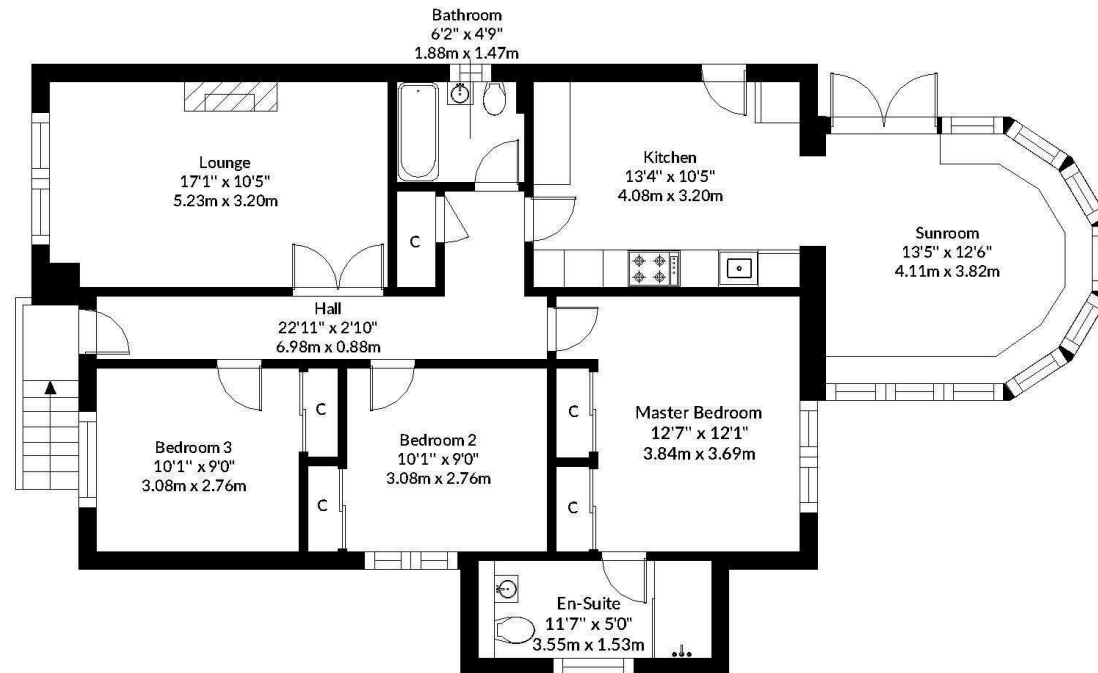 Bathroom
6'2" x 4'9"
1.88m x 1.47m
Lounge
17'1" x 10'5"
5.23m x 3.20m
Kitchen
13'4" x 10'5"
4.08m x 3.20m
C
Sunroom
13'5" x 12'6"
4.11m x 3.82m
Hall
22'11" x 2'10"
6.98m x 0.88m
Bedroom 3
10'1" x 9'0"
3.08m x 2.76m
C
C
Bedroom 2
10'1" x 9'0"
3.08m x 2.76m
C
C
Master Bedroom
12'7" x 12'1"
3.84m x 3.69m
En-Suite
11'7" x 5'0"
3.55m x 1.53m